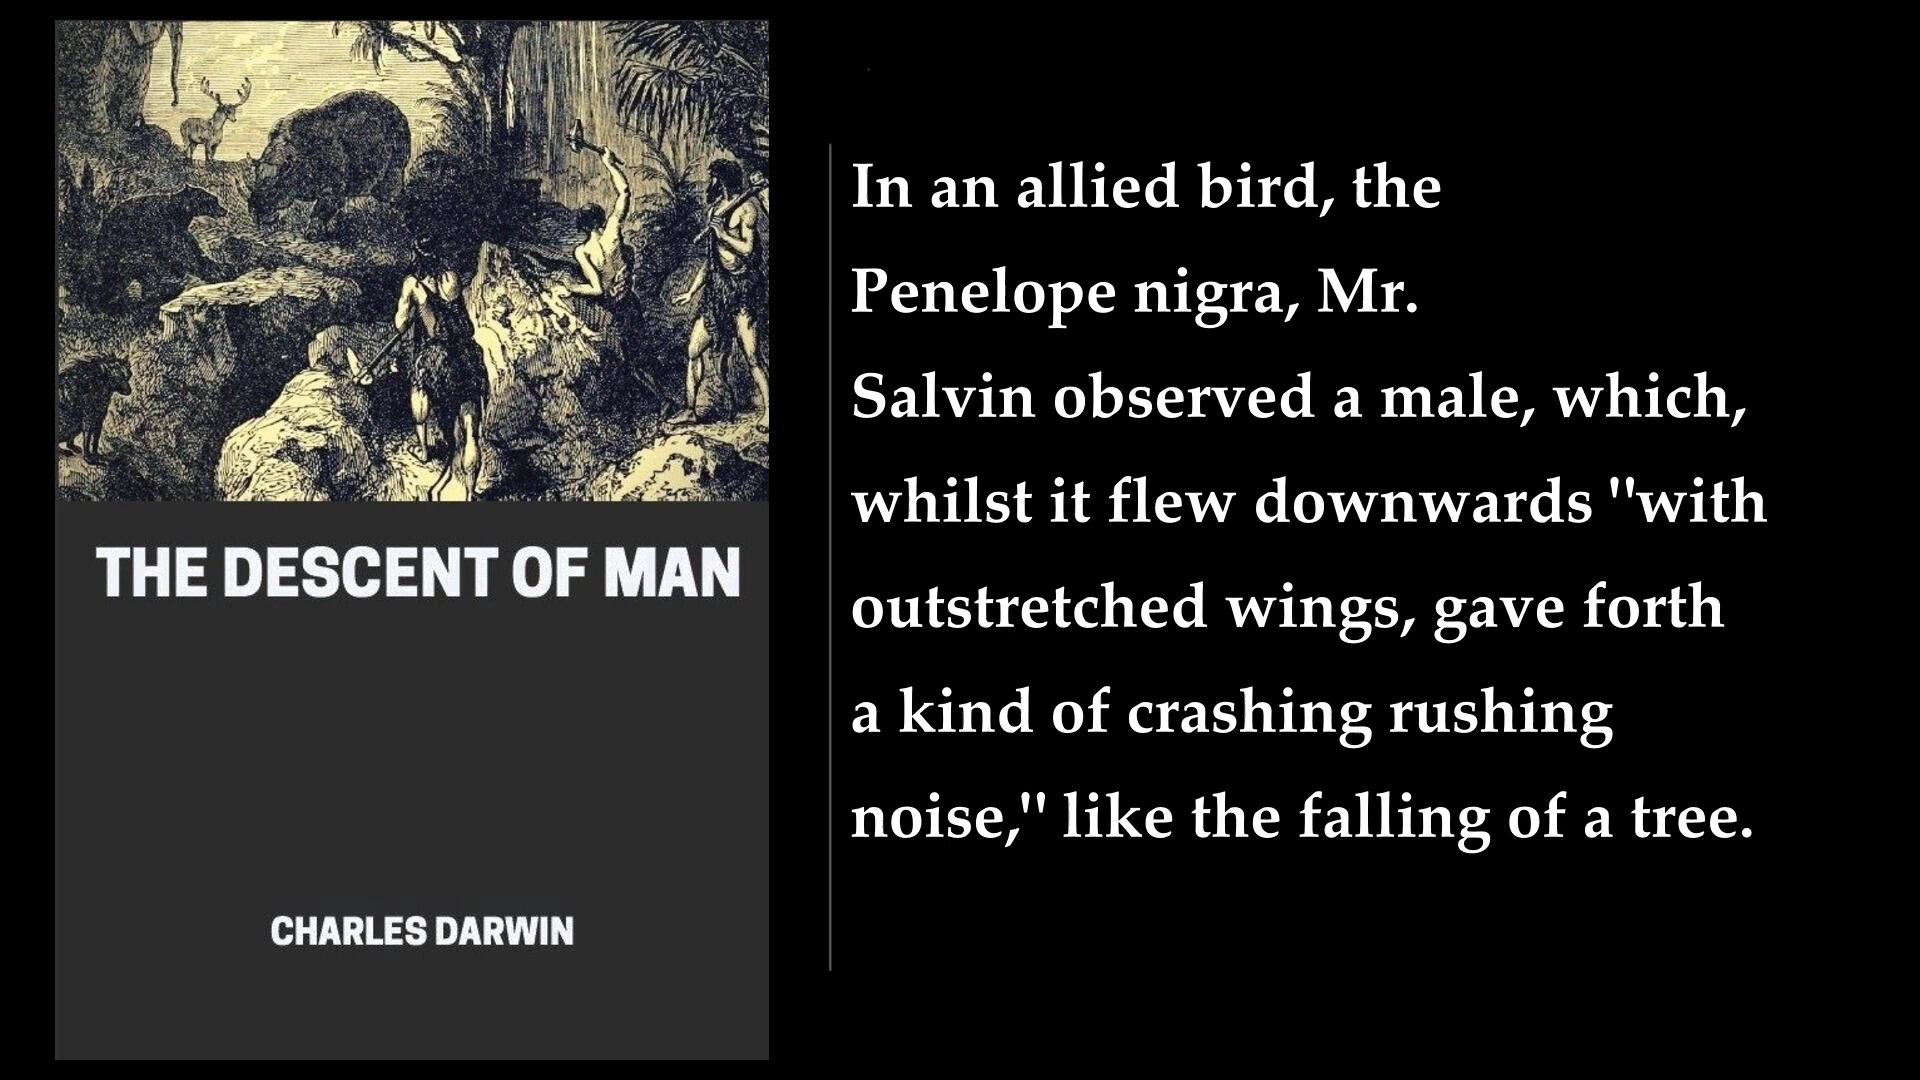 THE DESCENT OF MAN
CHARLES DARWIN
In an allied bird, the
Penelope nigra, Mr.
Salvin observed a male, which,
whilst it flew downwards "with
outstretched wings, gave forth
a kind of crashing rushing
noise," like the falling of a tree.